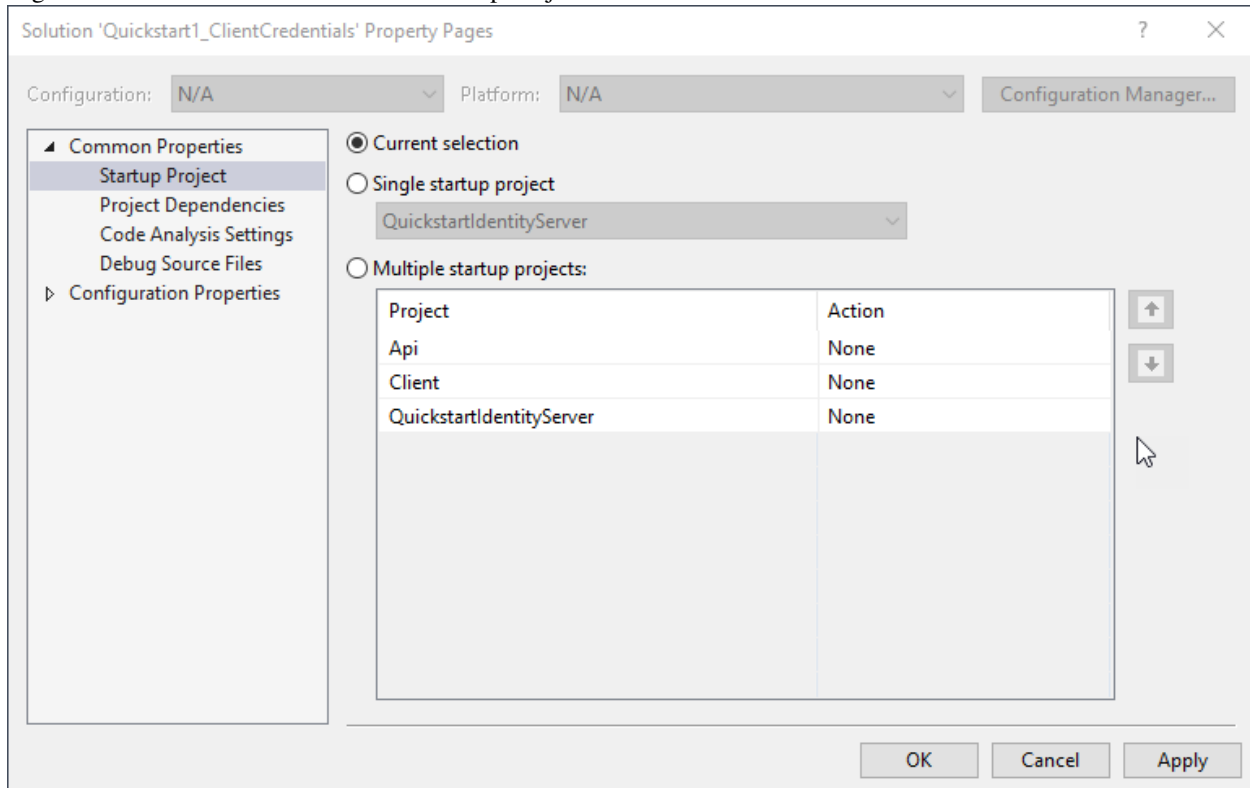 Solution 'Quickstart1_ClientCredentials' Property Pages
Configuration: N/A Platform: N/A Configuration Manager...
Common Properties
Startup Project
Project Dependencies
Code Analysis Settings
Debug Source Files
Configuration Properties
Current selection
Single startup project
QuickstartIdentityServer
Multiple startup projects:
Project Action
Api None
Client None
QuickstartIdentityServer None
OK Cancel Apply